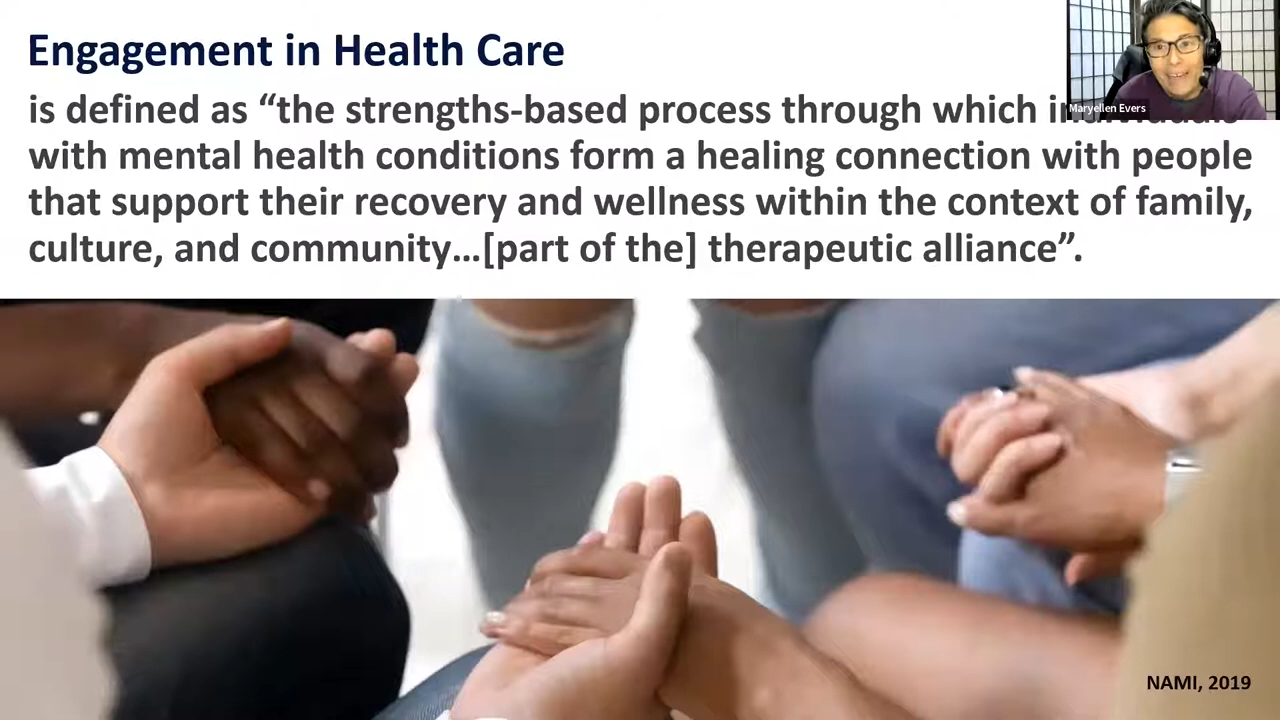 Engagement in Health Care
is defined as “the strengths-based process through which
with mental health conditions form a healing connection with people
that support their recovery and wellness within the context of family,
culture, and community…[part of the] therapeutic alliance”.
Maryellen Evers
NAMI, 2019